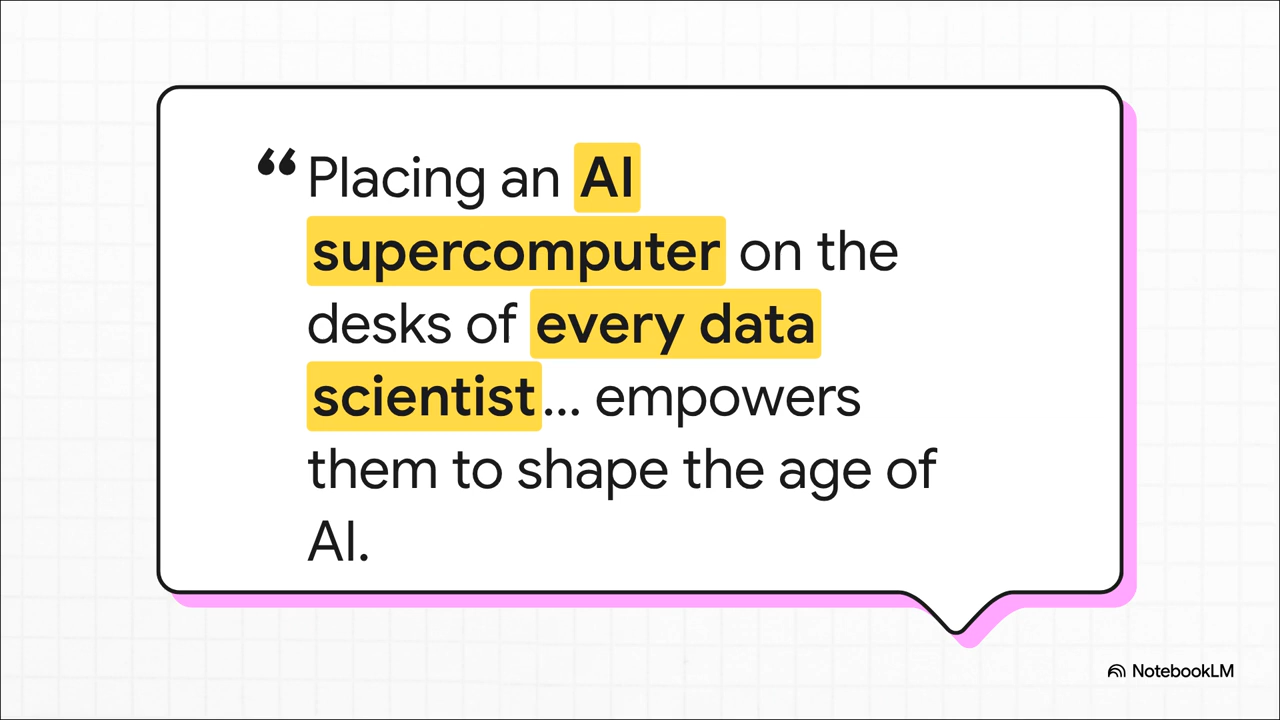 “Placing an AI
supercomputer on the
desks of every data
scientist... empowers
them to shape the age of
AI.
NotebookLM